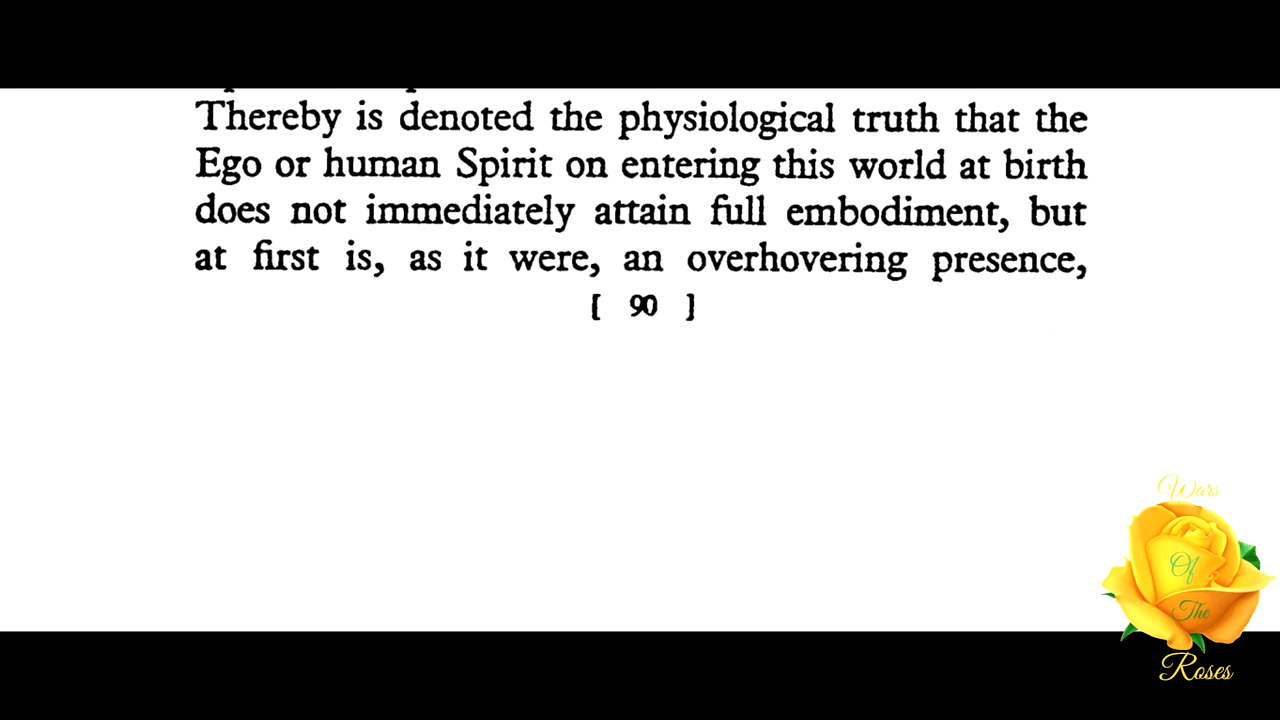 Thereby is denoted the physiological truth that the
Ego or human Spirit on entering this world at birth
does not immediately attain full embodiment, but
at first is, as it were, an overhovering presence,
[ 90 ]
Wars
Of
The
Roses